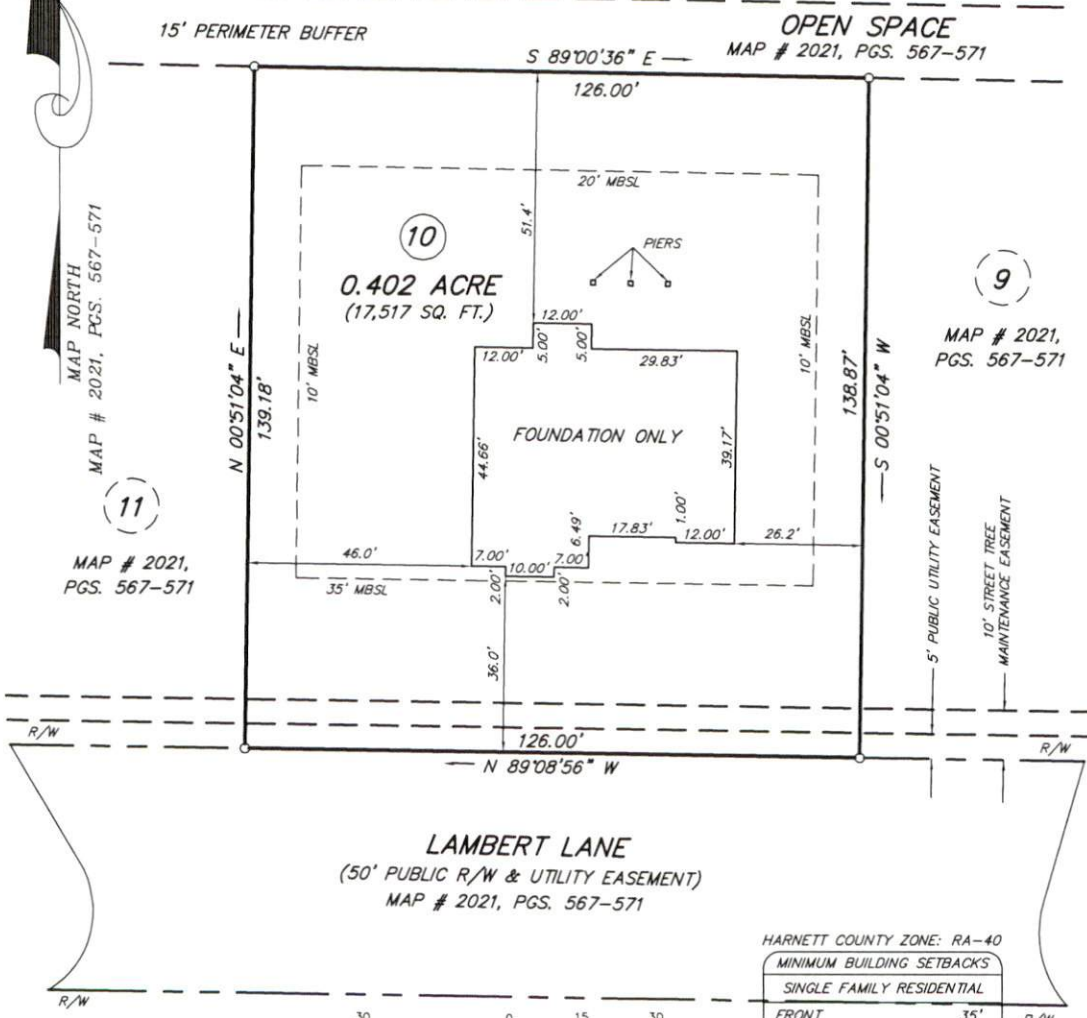 15' PERIMETER BUFFER
OPEN SPACE
MAP # 2021, PGS. 567-571
S 89°00'36" E
126.00'
MAP NORTH
MAP # 2021, PGS. 567-571
20' MBSL
51.4'
10
0.402 ACRE
(17,517 SQ. FT.)
PIERS
9
MAP # 2021,
PGS. 567-571
10' MBSL
10' MBSL
N 00°51'04" E
139.18'
138.87'
S 00°51'04" W
12.00'
12.00'
5.00'
5.00'
29.83'
FOUNDATION ONLY
44.66'
39.17'
11
MAP # 2021,
PGS. 567-571
6.49'
17.83'
1.00'
12.00'
26.2'
46.0'
7.00'
10.00'
7.00'
2.00'
2.00'
35' MBSL
36.0'
5' PUBLIC UTILITY EASEMENT
10' STREET TREE
MAINTENANCE EASEMENT
R/W
R/W
126.00'
N 89°08'56" W
LAMBERT LANE
(50' PUBLIC R/W & UTILITY EASEMENT)
MAP # 2021, PGS. 567-571
HARNETT COUNTY ZONE: RA-40
MINIMUM BUILDING SETBACKS
SINGLE FAMILY RESIDENTIAL
FRONT 35'
R/W
R/W
30 0 15 30